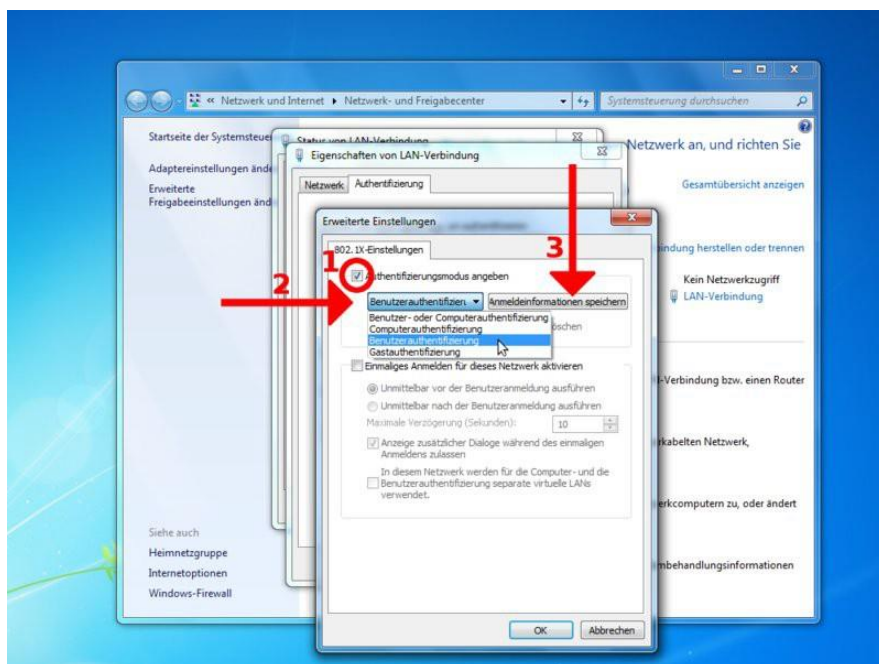 « Netzwerk und Internet ▸ Netzwerk- und Freigabecenter
Systemsteuerung durchsuchen
Startseite der Systemsteue
Adaptereinstellungen ände
Erweiterte
Freigabeeinstellungen änd
Status von LAN-Verbindung
Eigenschaften von LAN-Verbindung
Netzwerk
Authentifizierung
Netzwerk an, und richten Sie
Gesamtübersicht anzeigen
indung herstellen oder trennen
Kein Netzwerkzugriff
LAN-Verbindung
-Verbindung bzw. einen Router
rkabelten Netzwerk,
erkcomputern zu, oder ändert
mbehandlungsinformationen
Erweiterte Einstellungen
802.1X-Einstellungen
1
2
3
Authentifizierungsmodus angeben
Benutzerauthentifizien
Anmeldeinformationen speichern
Benutzer- oder Computerauthentifizierung
Computerauthentifizierung
Benutzerauthentifizierung
Gastauthentifizierung
öschen
Einmaliges Anmelden für dieses Netzwerk aktivieren
Unmittelbar vor der Benutzeranmeldung ausführen
Unmittelbar nach der Benutzeranmeldung ausführen
Maximale Verzögerung (Sekunden):
10
Anzeige zusätzlicher Dialoge während des einmaligen
Anmeldens zulassen
In diesem Netzwerk werden für die Computer- und die
Benutzerauthentifizierung separate virtuelle LANs
verwendet.
OK
Abbrechen
Siehe auch
Heimnetzgruppe
Internetoptionen
Windows-Firewall